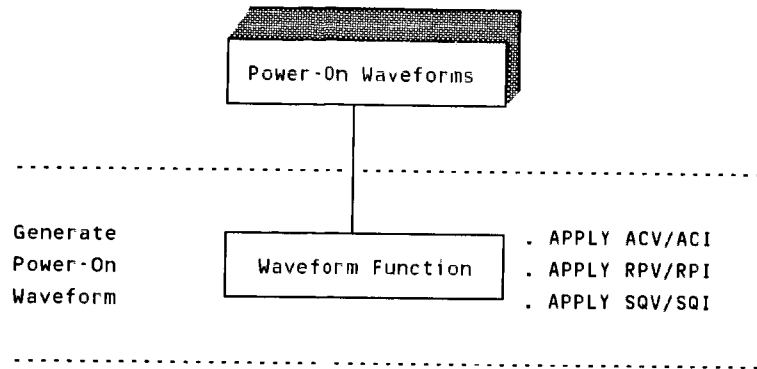 Power-On Waveforms
Generate
Power-On
Waveform
Waveform Function
. APPLY ACV/ACI
. APPLY RPV/RPI
. APPLY SQV/SQI